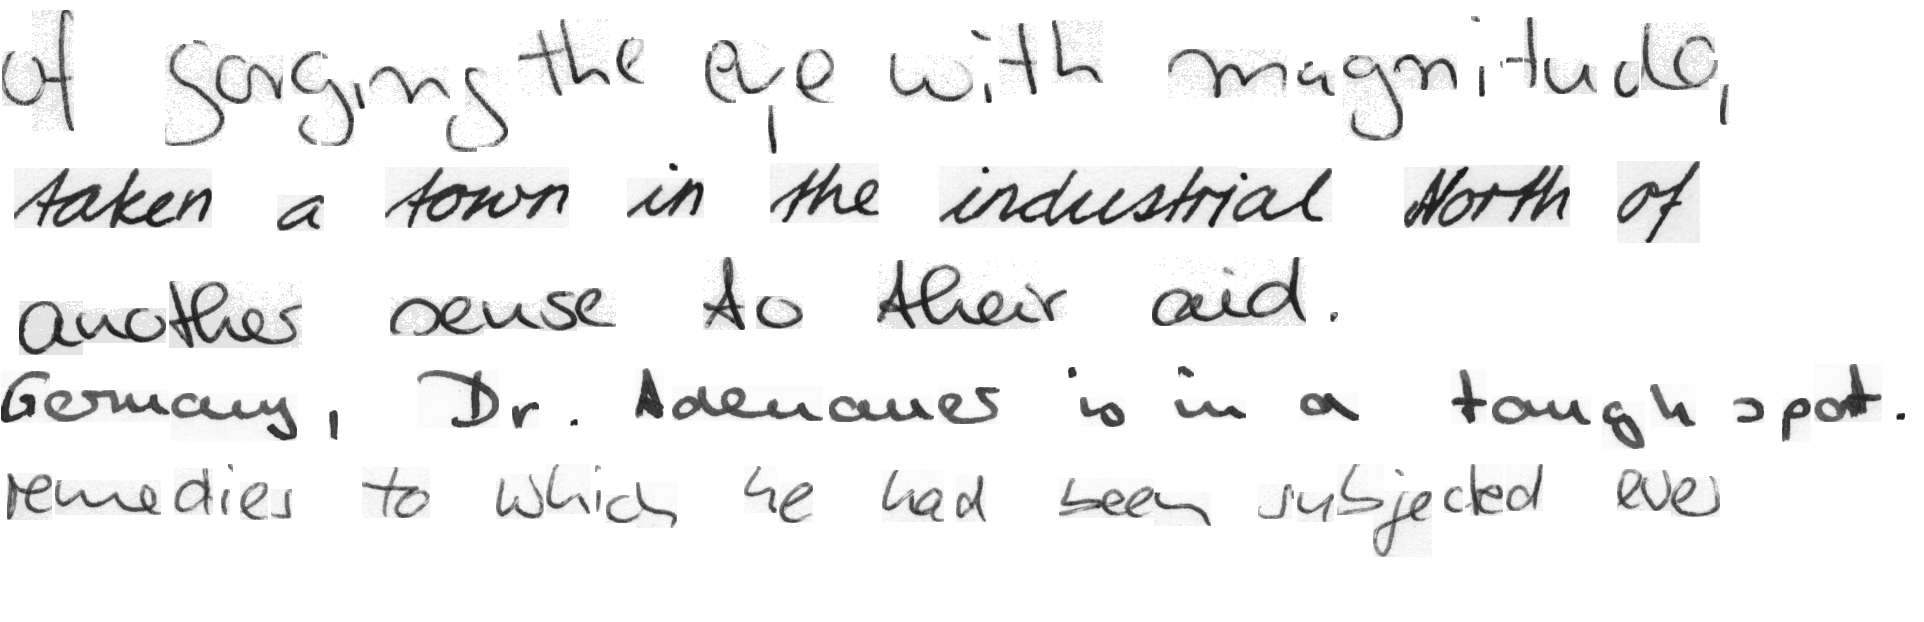 of gorging the eye with magnitude,
taken a town in the industrial North of
another sense to their aid.
Germany, Dr. Adenauer is in a tough spot.
remedies to which he had been subjected ever